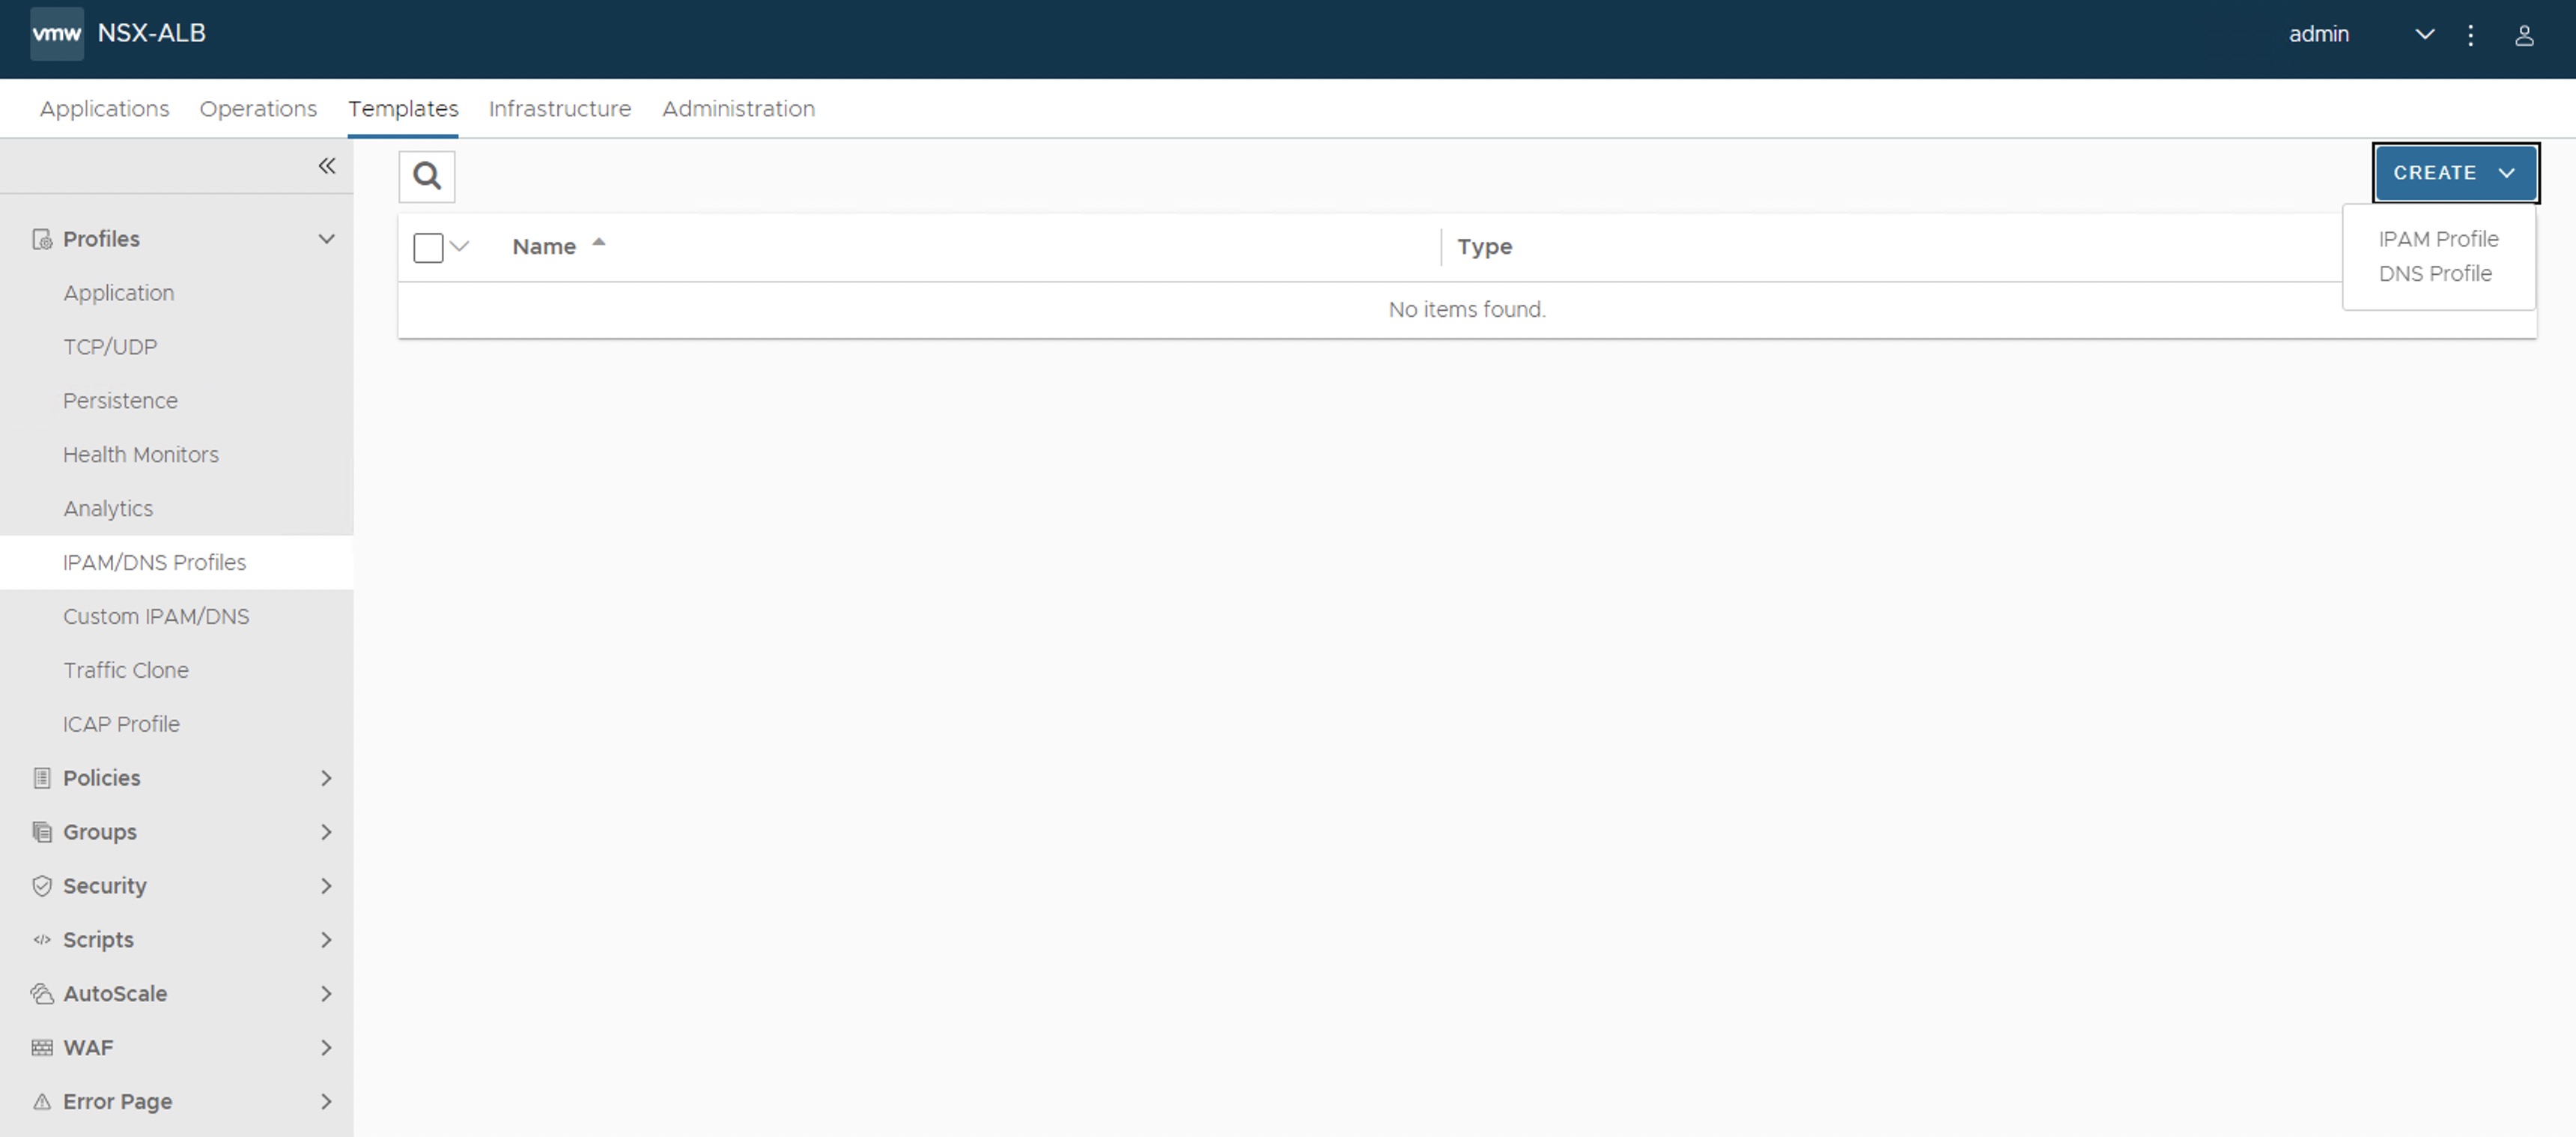 vmw NSX-ALB
admin
Applications Operations Templates Infrastructure Administration
CREATE
IPAM Profile
DNS Profile
Name Type
No items found.
Profiles
Application
TCP/UDP
Persistence
Health Monitors
Analytics
IPAM/DNS Profiles
Custom IPAM/DNS
Traffic Clone
ICAP Profile
Policies
Groups
Security
Scripts
AutoScale
WAF
Error Page